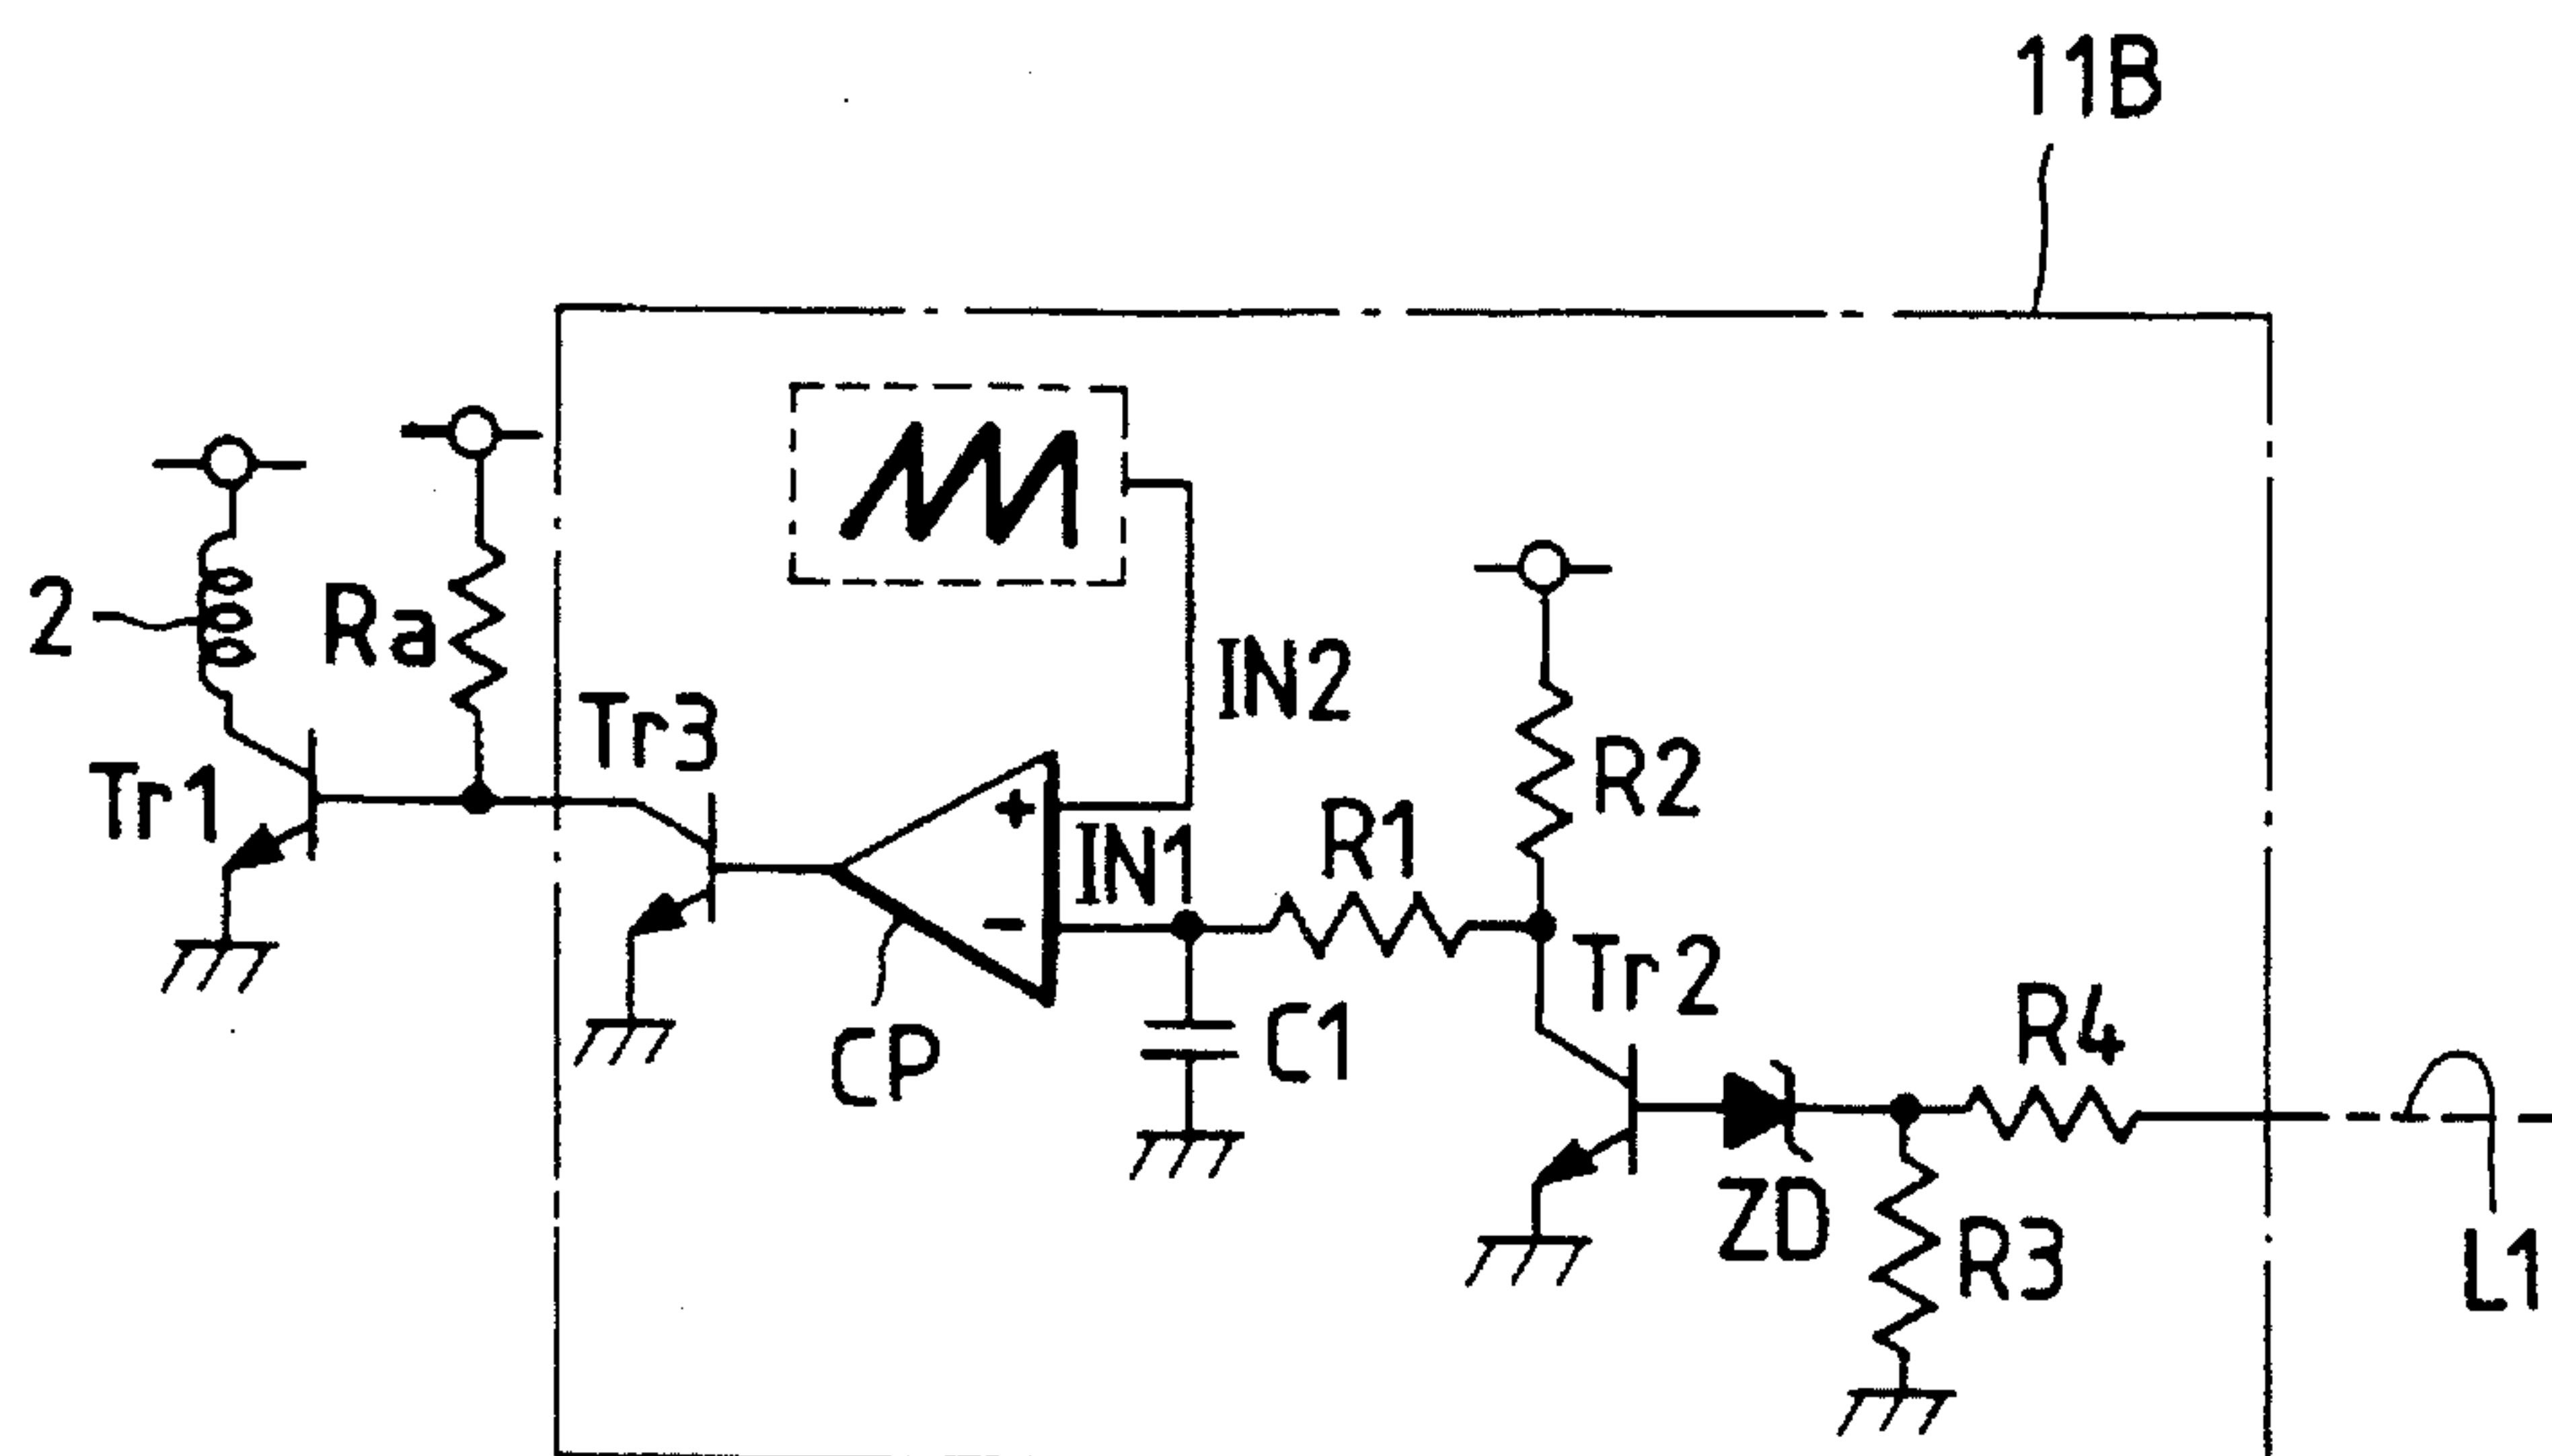 11B
2
Ra
Tr3
IN2
Tr1
R2
+
IN1
R1
-
Tr2
CP
C1
R4
ZD
R3
L1